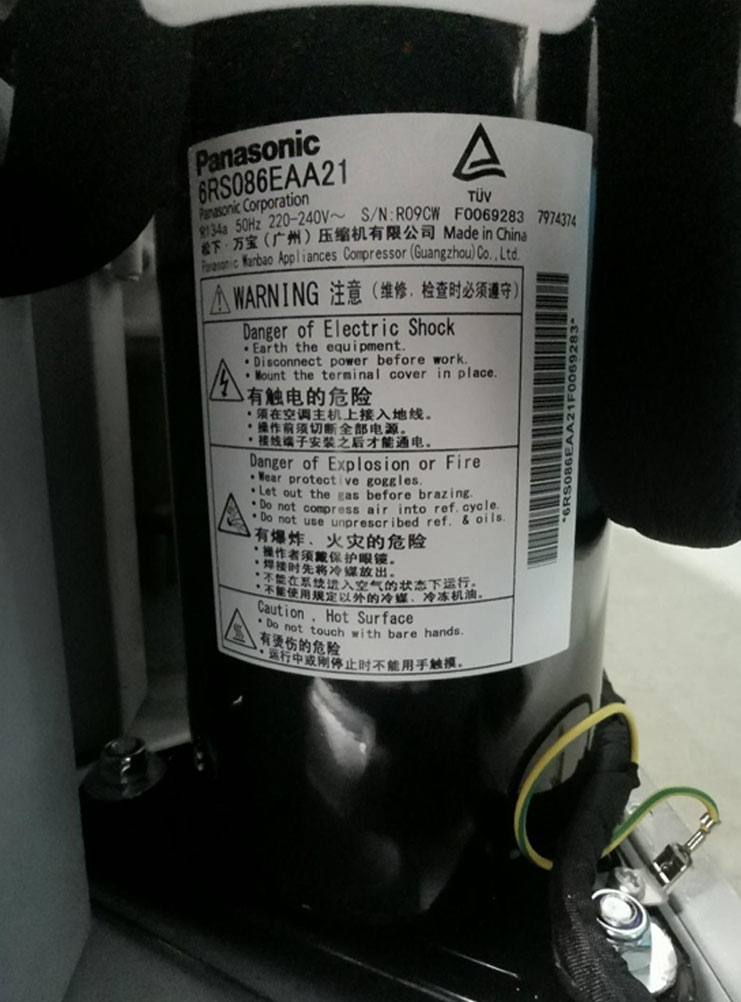 Panasonic
6RS086EAA21
Panasonic Corporation
TÜV
R134a 50Hz 220-240V～ S/N:R09CW F0069283 7974374
松下·万宝（广州）压缩机有限公司 Made in China
Panasonic Wanbao Appliances Compressor (Guangzhou) Co., Ltd.
WARNING 注意（维修、检查时必须遵守）
Danger of Electric Shock
・Earth the equipment.
・Disconnect power before work.
・Mount the terminal cover in place.
有触电的危险
・须在空调主机上接入地线。
・操作前须切断全部电源。
・接线端子安装之后才能通电。
Danger of Explosion or Fire
・Wear protective goggles.
・Let out the gas before brazing.
・Do not compress air into ref. cycle.
・Do not use unprescribed ref. & oils.
有爆炸、火灾的危险
・操作者须戴保护眼镜。
・焊接时先将冷媒放出。
・不能在系统进入空气的状态下运行。
・不能使用规定以外的冷媒、冷冻机油。
Caution , Hot Surface
・Do not touch with bare hands.
有烫伤的危险
・运行中或刚停止时不能用手触摸。
*6RS086EAA21F0069283*